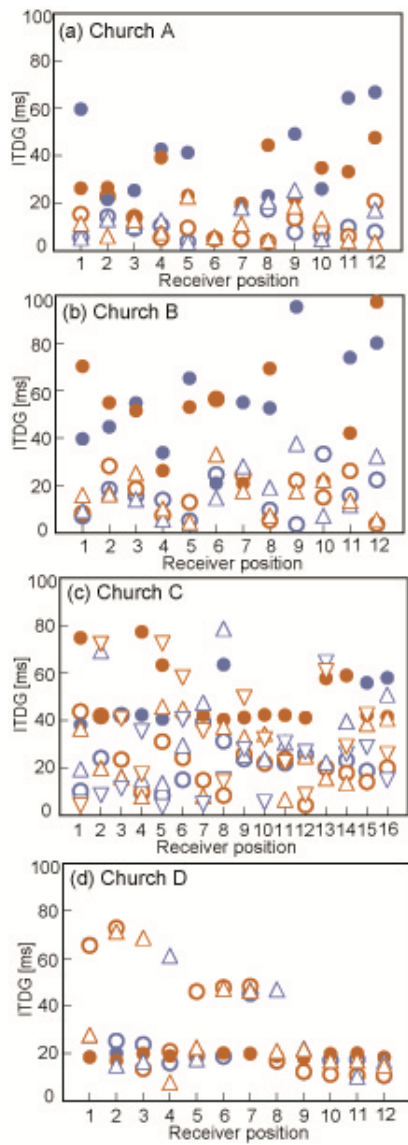 (a) Church A
100
80
60
40
20
0
ITDG [ms]
1 2 3 4 5 6 7 8 9 10 11 12
Receiver position
(b) Church B
100
80
60
40
20
0
ITDG [ms]
1 2 3 4 5 6 7 8 9 10 11 12
Receiver position
(c) Church C
100
80
60
40
20
0
ITDG [ms]
1 2 3 4 5 6 7 8 9 10 11 12 13 14 15 16
Receiver position
(d) Church D
100
80
60
40
20
0
ITDG [ms]
1 2 3 4 5 6 7 8 9 10 11 12
Receiver position